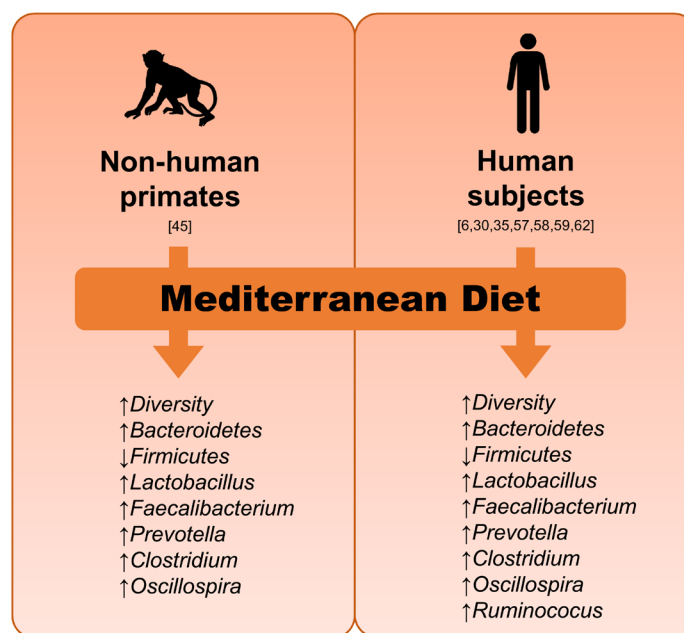 Non-human
primates
[45]
Human
subjects
[6,30,35,57,58,59,62]
Mediterranean Diet
↑Diversity
↑Bacteroidetes
↓Firmicutes
↑Lactobacillus
↑Faecalibacterium
↑Prevotella
↑Clostridium
↑Oscillospira
↑Diversity
↑Bacteroidetes
↓Firmicutes
↑Lactobacillus
↑Faecalibacterium
↑Prevotella
↑Clostridium
↑Oscillospira
↑Ruminococus